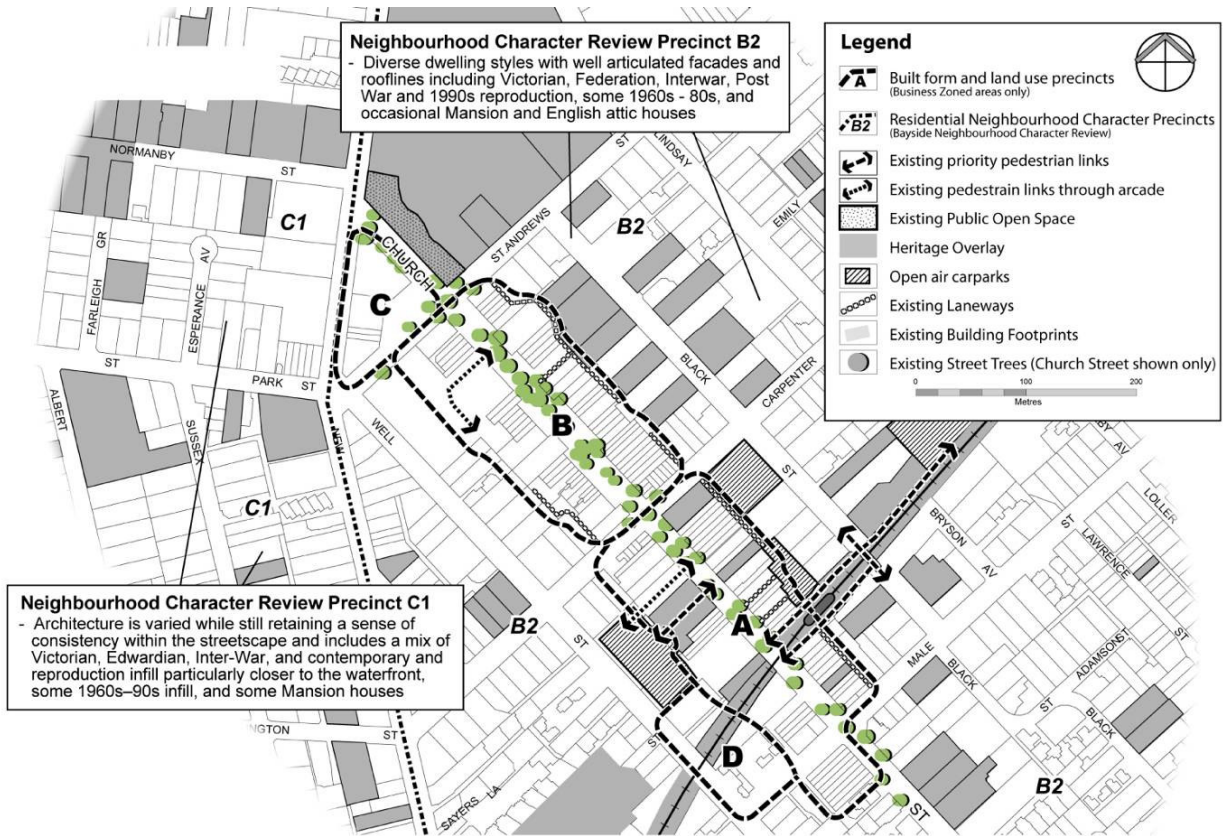 Neighbourhood Character Review Precinct B2
- Diverse dwelling styles with well articulated facades and
rooflines including Victorian, Federation, Interwar, Post
War and 1990s reproduction, some 1960s - 80s, and
occasional Mansion and English attic houses
Legend
A
Built form and land use precincts
(Business Zoned areas only)
B2
Residential Neighbourhood Character Precincts
(Bayside Neighbourhood Character Review)
Existing priority pedestrian links
Existing pedestrain links through arcade
Existing Public Open Space
Heritage Overlay
Open air carparks
Existing Laneways
Existing Building Footprints
Existing Street Trees (Church Street shown only)
0 100 200
Metres
NORMANBY
ST
C1
FARLEIGH GR
ESPERANCE AV
ST
PARK ST
ALBERT
SUSSEX
NEW
WELL
C1
CHURCH
C
ST.ANDREWS
ST
LINDSAY
EMILY
B2
BLACK
CARPENTER
ST
B
A
D
B2
ST
ST
BY AV
LOLLER
ST
LAWRENCE
ST
BRYSON
AV
ADAMSON ST
MALE
BLACK
ST
BLACK
B2
ST
Neighbourhood Character Review Precinct C1
- Architecture is varied while still retaining a sense of
consistency within the streetscape and includes a mix of
Victorian, Edwardian, Inter-War, and contemporary and
reproduction infill particularly closer to the waterfront,
some 1960s–90s infill, and some Mansion houses
NGTON ST
SAYERS LA